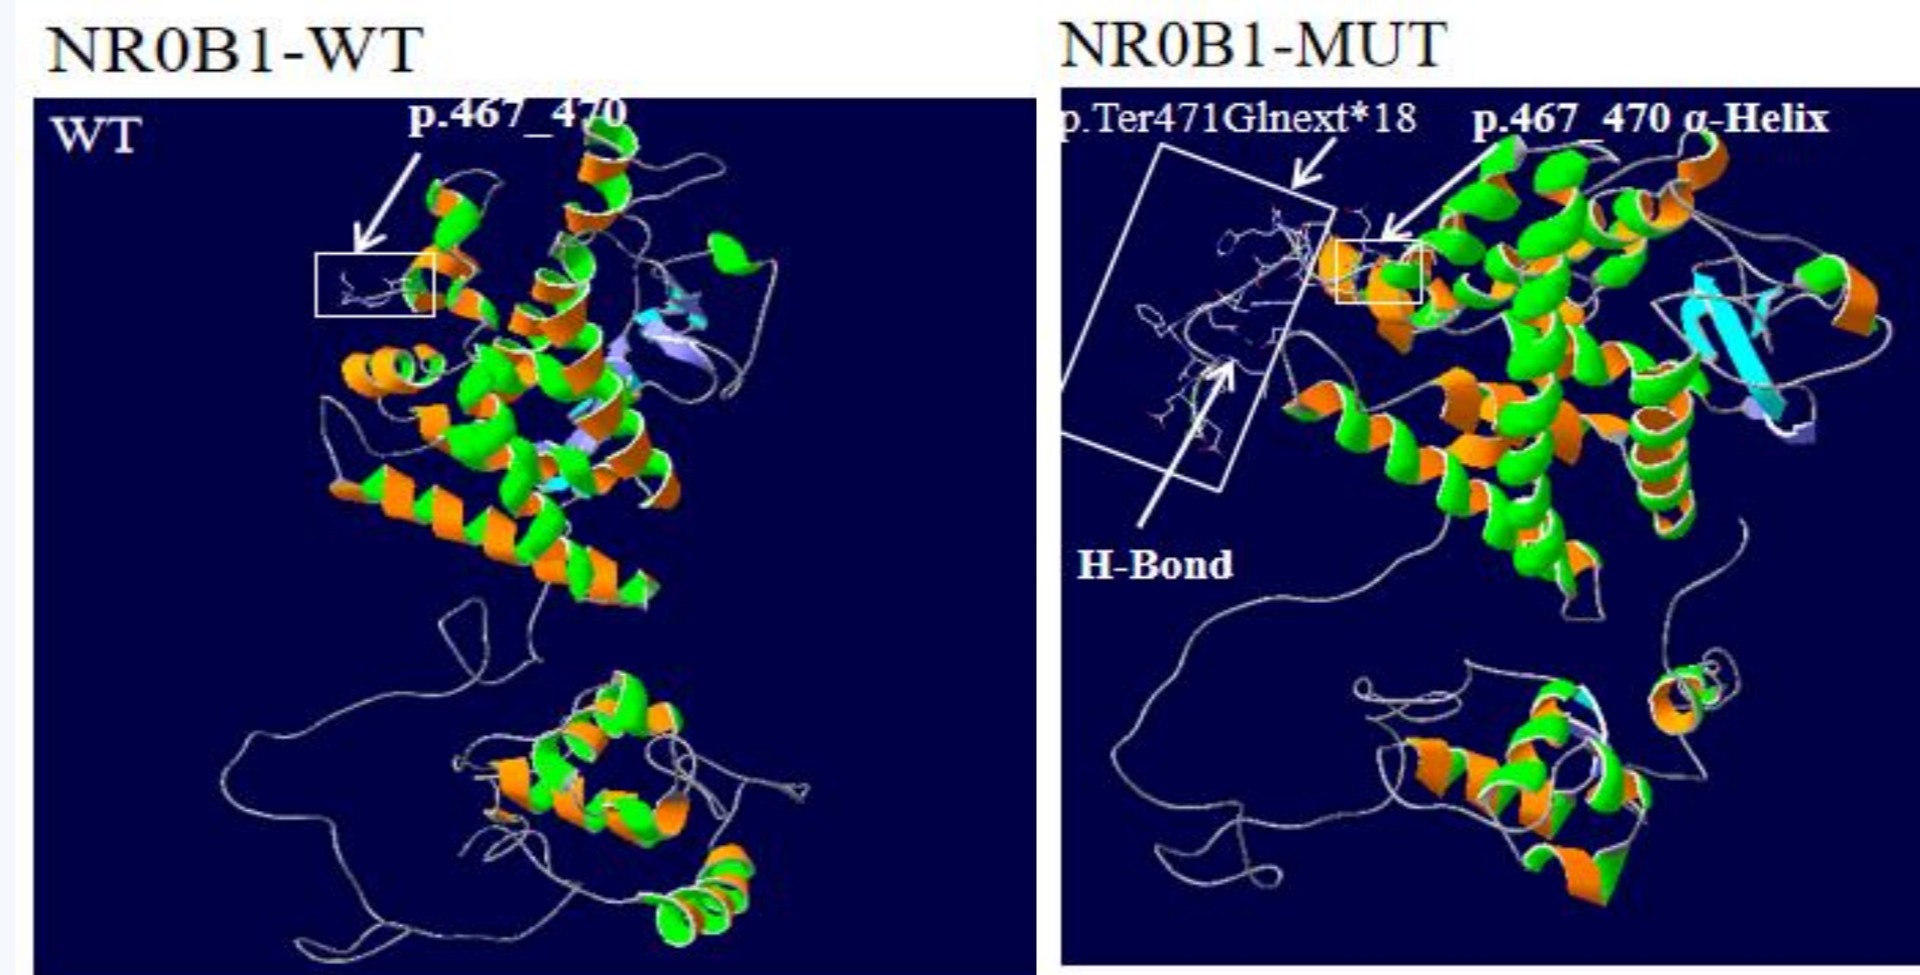 NR0B1-WT
WT
p.467_470
NR0B1-MUT
p.Ter471Glnext*18
p.467_470 α-Helix
H-Bond